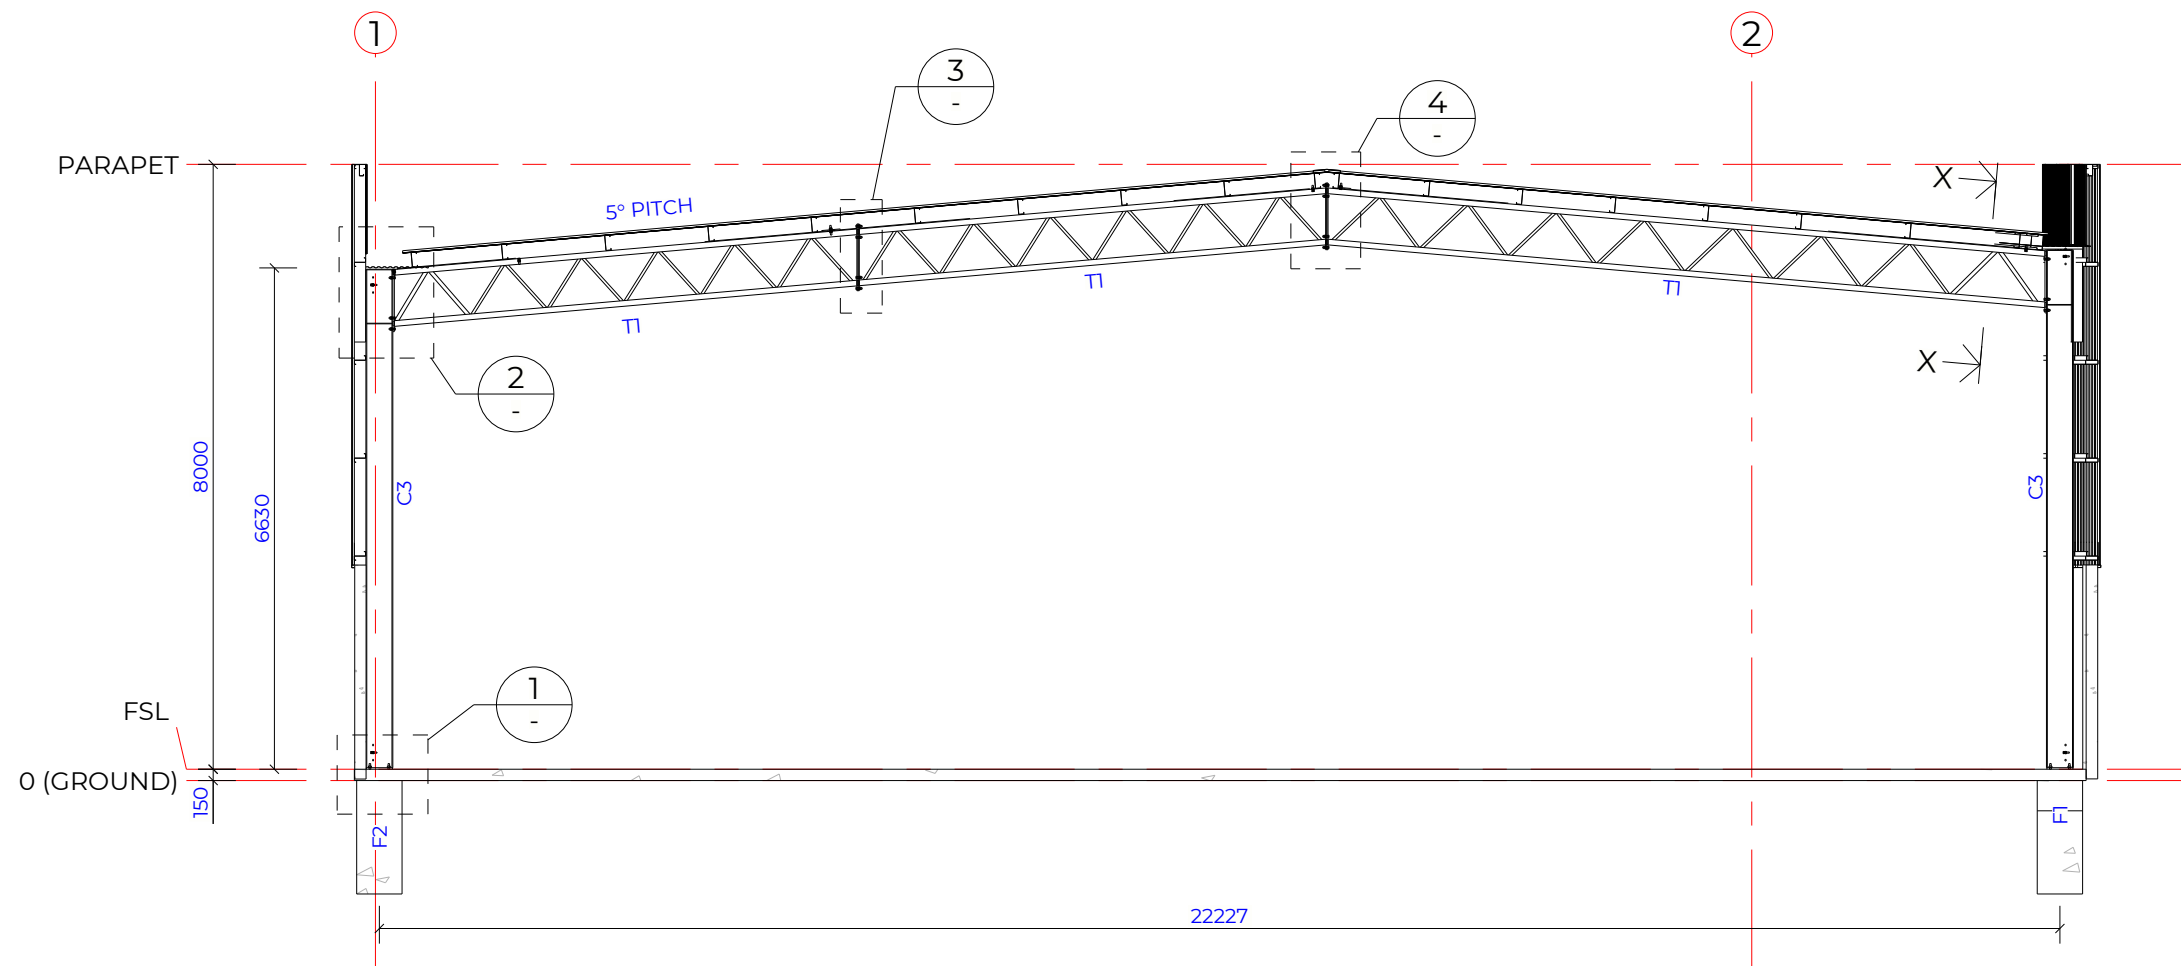 1
2
3
-
4
-
PARAPET
X
5° PITCH
T1
T1
T1
X
2
-
8000
6630
C3
C3
1
-
FSL
0 (GROUND)
150
F2
F1
22227